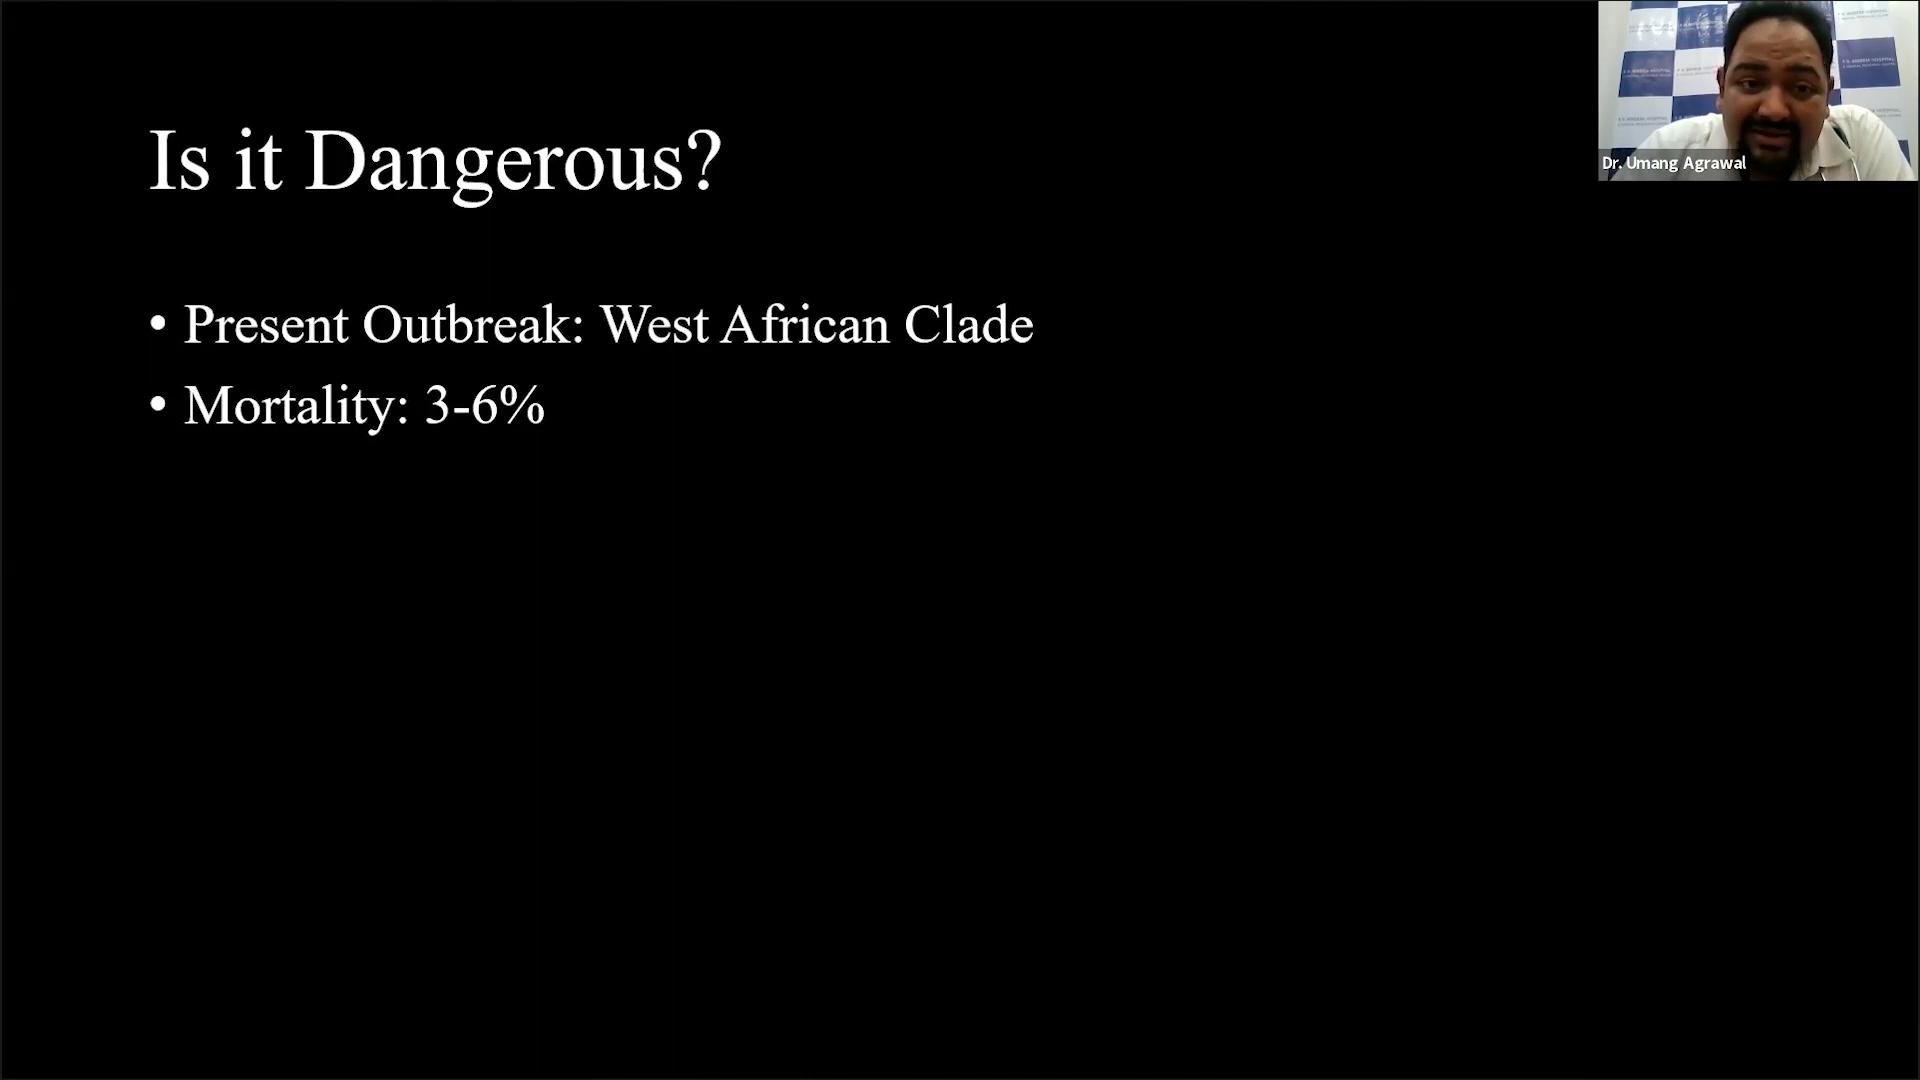 Is it Dangerous?
• Present Outbreak: West African Clade
• Mortality: 3-6%
Dr. Umang Agrawal